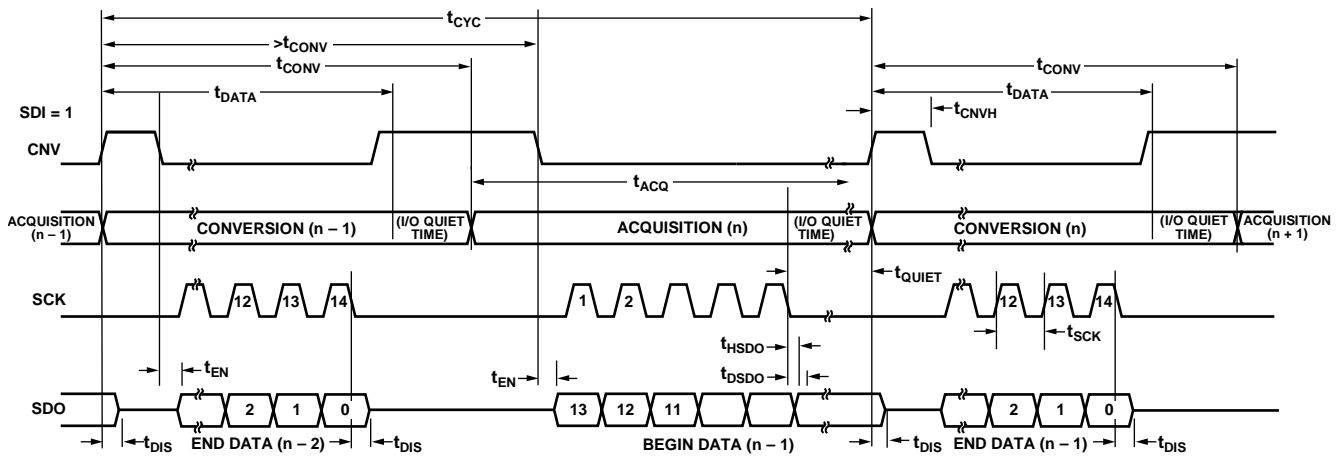 tCYC
>tCONV
tCONV
tCONV
tDATA
tDATA
SDI = 1
tCNVH
CNV
tACQ
ACQUISITION (n – 1)
CONVERSION (n – 1)
(I/O QUIET TIME)
ACQUISITION (n)
(I/O QUIET TIME)
CONVERSION (n)
(I/O QUIET TIME)
ACQUISITION (n + 1)
tQUIET
SCK
12 13 14
1 2
12 13 14
tSCK
tHSDO
tEN
tEN
tDSDO
SDO
2 1 0
13 12 11
2 1 0
tDIS
END DATA (n – 2)
tDIS
BEGIN DATA (n – 1)
tDIS
END DATA (n – 1)
tDIS